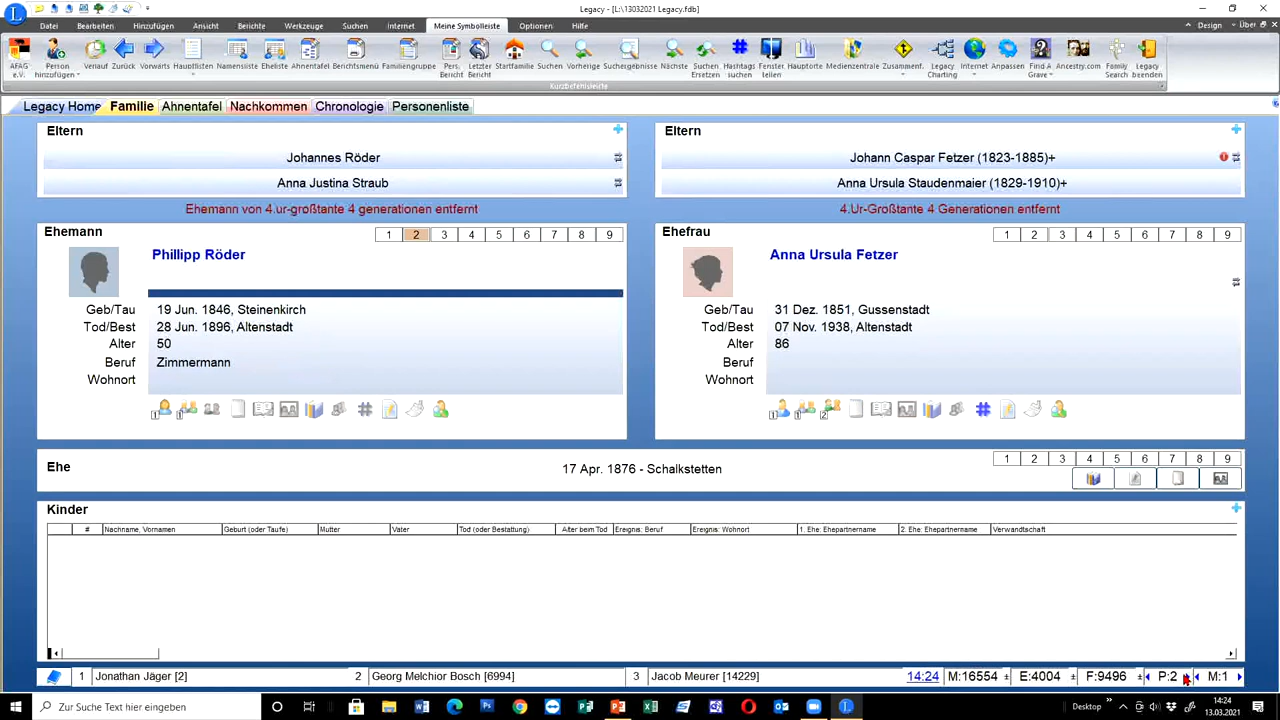 Legacy - [L:\13032021 Legacy.fdb]
Datei Bearbeiten Hinzufügen Ansicht Berichte Werkzeuge Suchen Internet Meine Symbolleiste Optionen Hilfe Design Über
AFAG e.V. Person hinzufügen Verlauf Zurück Vorwärts Hauptlisten Namensliste Eheliste Ahnentafel Berichtsmenü Familiengruppe Pers. Bericht Letzter Bericht Startfamilie Suchen Vorherige Suchergebnisse Nächste Suchen Ersetzen Hashtags suchen Fenster teilen Hauptorte Medienzentrale Zusammenf. Legacy Charting Internet Anpassen Find A Grave Ancestry.com Family Search Legacy beenden
Kurzbefehlsleiste
Legacy Home Familie Ahnentafel Nachkommen Chronologie Personenliste
Eltern Eltern
Johannes Röder Johann Caspar Fetzer (1823-1885)+
Anna Justina Straub Anna Ursula Staudenmaier (1829-1910)+
Ehemann von 4.ur-großtante 4 generationen entfernt 4.Ur-Großtante 4 Generationen entfernt
Ehemann 1 2 3 4 5 6 7 8 9 Ehefrau 1 2 3 4 5 6 7 8 9
Phillipp Röder Anna Ursula Fetzer
Geb/Tau 19 Jun. 1846, Steinenkirch Geb/Tau 31 Dez. 1851, Gussenstadt
Tod/Best 28 Jun. 1896, Altenstadt Tod/Best 07 Nov. 1938, Altenstadt
Alter 50 Alter 86
Beruf Zimmermann Beruf
Wohnort Wohnort
1 1 1 1 2
Ehe 17 Apr. 1876 - Schalkstetten 1 2 3 4 5 6 7 8 9
Kinder
# Nachname, Vornamen Geburt (oder Taufe) Mutter Vater Tod (oder Bestattung) Alter beim Tod Ereignis: Beruf Ereignis: Wohnort 1. Ehe: Ehepartnername 2. Ehe: Ehepartnername Verwandtschaft
1 Jonathan Jäger [2] 2 Georg Melchior Bosch [6994] 3 Jacob Meurer [14229] 14:24 M:16554 E:4004 F:9496 P:2 M:1
Zur Suche Text hier eingeben Desktop 14:24
13.03.2021